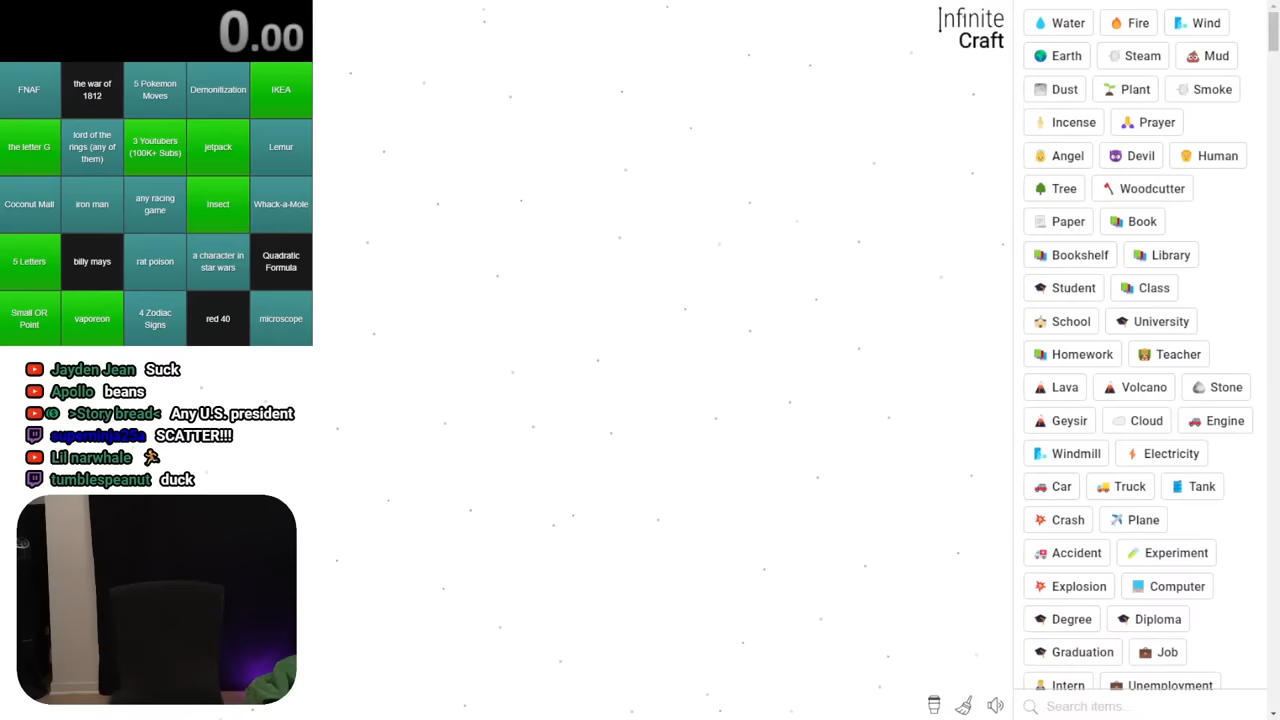 0.00
FNAF
the war of
1812
5 Pokemon
Moves
Demonitization
IKEA
the letter G
lord of the
rings (any of
them)
3 Youtubers
(100K+ Subs)
jetpack
Lemur
Coconut Mall
iron man
any racing
game
Insect
Whack-a-Mole
5 Letters
billy mays
rat poison
a character in
star wars
Quadratic
Formula
Small OR
Point
vaporeon
4 Zodiac
Signs
red 40
microscope
Jayden Jean Suck
Apollo beans
>Story bread< Any U.S. president
superninja25a SCATTER!!!
Lil narwhale
tumblespeanut duck
Infinite
Craft
Water Fire Wind
Earth Steam Mud
Dust Plant Smoke
Incense Prayer
Angel Devil Human
Tree Woodcutter
Paper Book
Bookshelf Library
Student Class
School University
Homework Teacher
Lava Volcano Stone
Geysir Cloud Engine
Windmill Electricity
Car Truck Tank
Crash Plane
Accident Experiment
Explosion Computer
Degree Diploma
Graduation Job
Intern Unemployment
Search items...